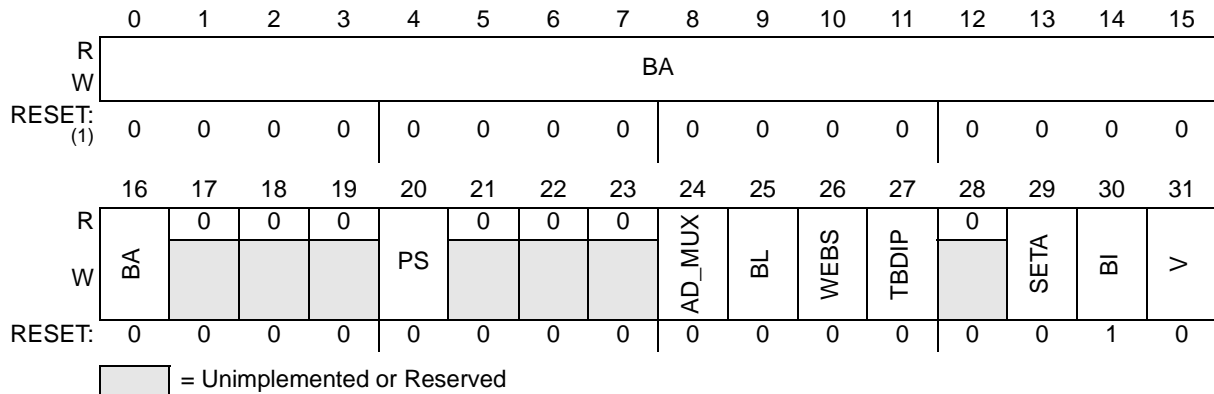 0 1 2 3 4 5 6 7 8 9 10 11 12 13 14 15
R
BA
W
RESET: 0 0 0 0 0 0 0 0 0 0 0 0 0 0 0 0
(1)
16 17 18 19 20 21 22 23 24 25 26 27 28 29 30 31
R BA 0 0 0 PS 0 0 0 AD_MUX BL WEBS TBDIP 0 SETA BI V
W
RESET: 0 0 0 0 0 0 0 0 0 0 0 0 0 0 1 0
= Unimplemented or Reserved